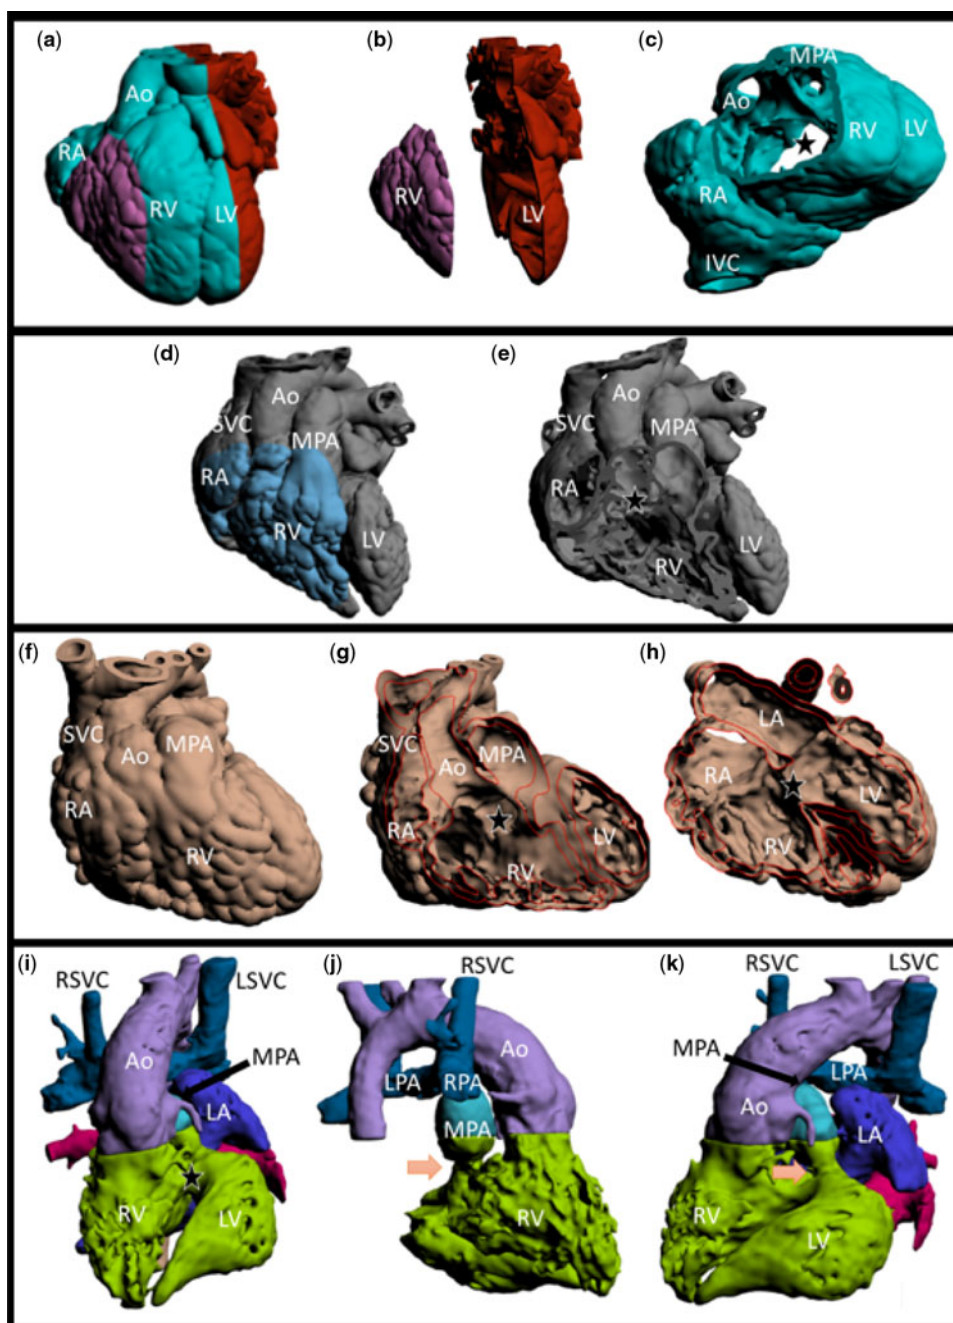 (a) (b) (c)
MPA
Ao Ao
RA RV LV
RV LV RV LV
RA
IVC
(d) (e)
Ao Ao
SVC MPA SVC MPA
RA RA
RV LV RV LV
(f) (g) (h)
SVC Ao MPA RA RV
SVC Ao MPA RA RV LV
LA RA RV LV
(i) (j) (k)
RSVC LSVC RSVC RSVC LSVC
Ao MPA LA RV LV
Ao LPA RPA MPA RV
MPA LPA Ao LA RV LV